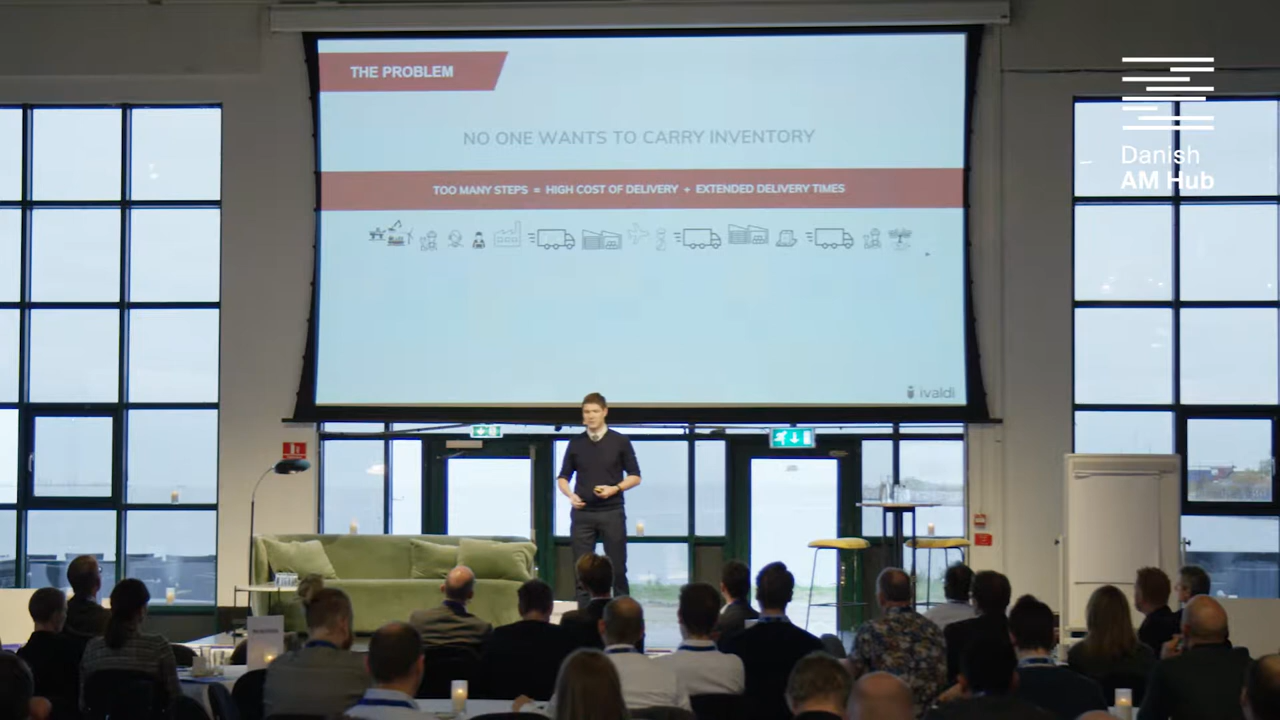 THE PROBLEM
NO ONE WANTS TO CARRY INVENTORY
TOO MANY STEPS = HIGH COST OF DELIVERY + EXTENDED DELIVERY TIMES
ivaldi
Danish
AM Hub